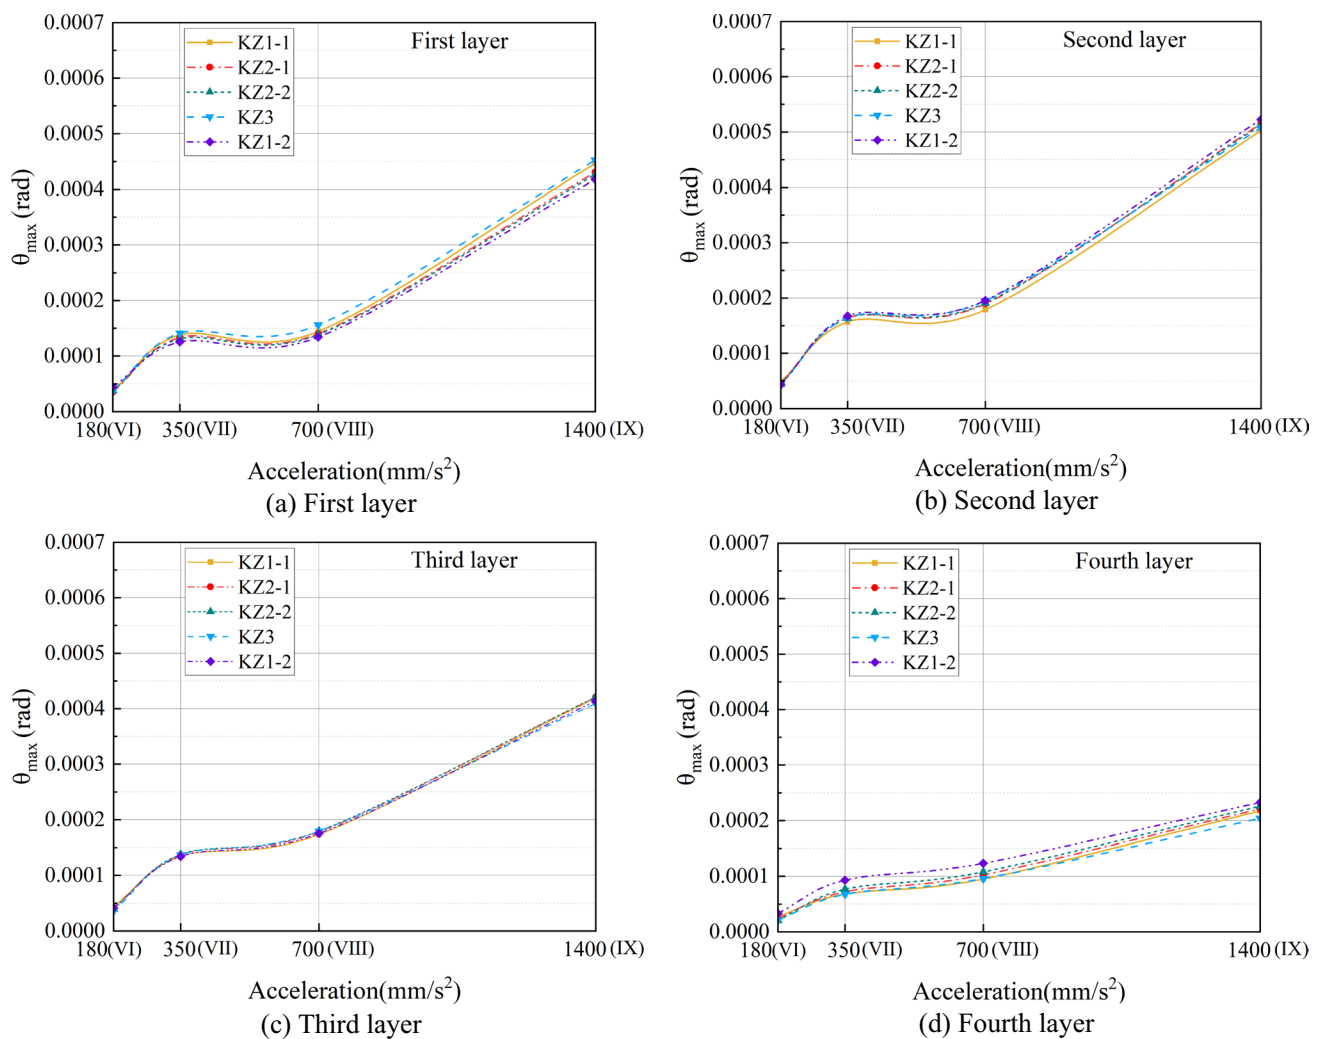 First layer
KZ1-1
KZ2-1
KZ2-2
KZ3
KZ1-2
0.0007
0.0006
0.0005
0.0004
0.0003
0.0002
0.0001
0.0000
θmax (rad)
180(VI) 350(VII) 700(VIII) 1400(IX)
Acceleration(mm/s²)
(a) First layer
Second layer
KZ1-1
KZ2-1
KZ2-2
KZ3
KZ1-2
0.0007
0.0006
0.0005
0.0004
0.0003
0.0002
0.0001
0.0000
θmax (rad)
180(VI) 350(VII) 700(VIII) 1400(IX)
Acceleration(mm/s²)
(b) Second layer
Third layer
KZ1-1
KZ2-1
KZ2-2
KZ3
KZ1-2
0.0007
0.0006
0.0005
0.0004
0.0003
0.0002
0.0001
0.0000
θmax (rad)
180(VI) 350(VII) 700(VIII) 1400(IX)
Acceleration(mm/s²)
(c) Third layer
Fourth layer
KZ1-1
KZ2-1
KZ2-2
KZ3
KZ1-2
0.0007
0.0006
0.0005
0.0004
0.0003
0.0002
0.0001
0.0000
θmax (rad)
180(VI) 350(VII) 700(VIII) 1400(IX)
Acceleration(mm/s²)
(d) Fourth layer